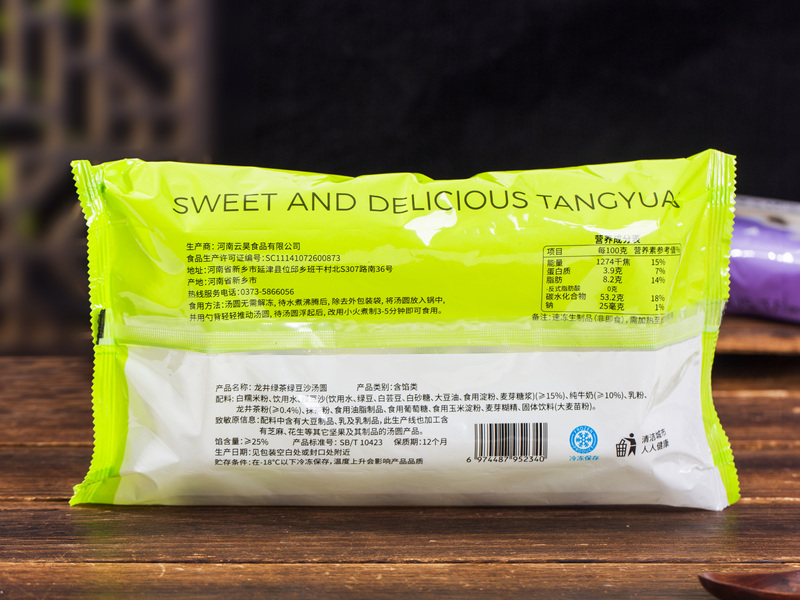 SWEET AND DELICIOUS TANGYUA
生产商：河南云昊食品有限公司
食品生产许可证编号：SC11141072600873
地址：河南省新乡市延津县位邱乡班干村北S307路南36号
产地：河南省新乡市
热线服务电话：0373-5866056
食用方法：汤圆无需解冻，待水煮沸腾后，除去外包装袋，将汤圆放入锅中，
并用勺背轻轻推动汤圆，待汤圆浮起后，改用小火煮制3-5分钟即可食用。
营养成分表
项目 每100克 营养素参考值%
能量 1274千焦 15%
蛋白质 3.9克 7%
脂肪 8.2克 14%
-反式脂肪酸 0克
碳水化合物 53.2克 18%
钠 25毫克 1%
备注：速冻生制品（非即食），需加热
产品名称：龙井绿茶绿豆沙汤圆 产品类别：含馅类
配料：白糯米粉、饮用水、豆沙(饮用水、绿豆、白芸豆、白砂糖、大豆油、食用淀粉、麦芽糖浆)(≥15%)、纯牛奶(≥10%)、乳粉、
龙井茶粉(≥0.4%)、抹茶粉、食用油脂制品、食用葡萄糖、食用玉米淀粉、麦芽糊精、固体饮料(大麦苗粉)。
致敏原信息：配料中含有大豆制品、乳及乳制品，此生产线也加工含
有芝麻、花生等其它坚果及其制品的汤圆产品。
馅含量：≥25% 产品标准号：SB/T 10423 保质期：12个月
生产日期：见包装空白处或封口处附近
贮存条件：在-18℃以下冷冻保存，温度上升会影响产品品质
6 974487 952340
冷冻保存
清洁城市
人人健康